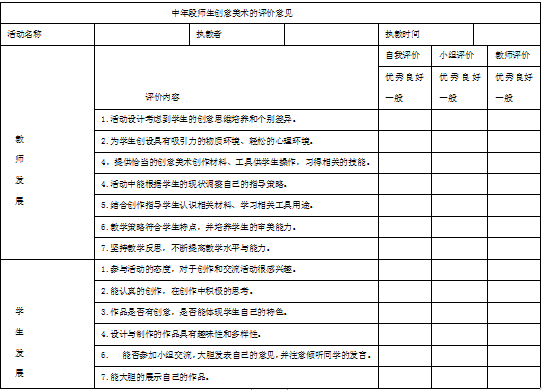 中年段师生创意美术的评价意见
活动名称 执教者 执教时间
自我评价 小组评价 教师评价
优秀良好 优秀良好 优秀良好
一般 一般 一般
评价内容
教师发展
1.活动设计考虑到学生的创意思维培养和个别差异。
2.为学生创设具有吸引力的物质环境、轻松的心理环境。
4，提供恰当的创意美术创作材料、工具供学生操作，习得相关的技能。
4.活动中能根据学生的现状调整自己的指导策略。
5.结合创作指导学生认识相关材料、学习相关工具用途。
6.教学策略符合学生特点，并培养学生的审美能力。
7.坚持教学反思，不断提高教学水平与能力。
学生发展
1.参与活动的态度，对于创作和交流活动很感兴趣。
2.能认真的创作，在创作中积极的思考。
3.作品是否有创意，是否能体现学生自己的特色。
4.设计与制作的作品具有趣味性和多样性。
6. 能否参加小组交流，大胆发表自己的意见，并注意倾听同学的发言。
7.能大胆的展示自己的作品。